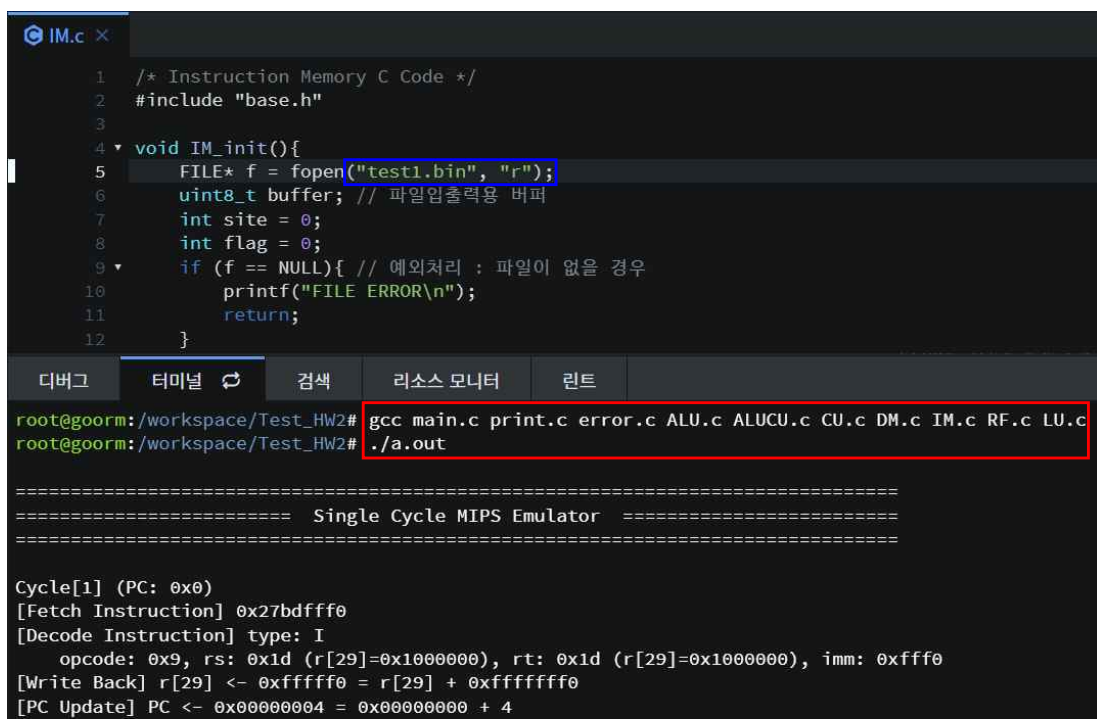 IM.c ×
1 /* Instruction Memory C Code */
2 #include "base.h"
3
4 ▾ void IM_init(){
5 FILE* f = fopen("test1.bin", "r");
6 uint8_t buffer; // 파일입출력용 버퍼
7 int site = 0;
8 int flag = 0;
9 ▾ if (f == NULL){ // 예외처리 : 파일이 없을 경우
10 printf("FILE ERROR\n");
11 return;
12 }
디버그 터미널 검색 리소스 모니터 린트
root@goorm:/workspace/Test_HW2# gcc main.c print.c error.c ALU.c ALUCU.c CU.c DM.c IM.c RF.c LU.c
root@goorm:/workspace/Test_HW2# ./a.out
================================================================================
========================= Single Cycle MIPS Emulator =========================
================================================================================
Cycle[1] (PC: 0x0)
[Fetch Instruction] 0x27bdfff0
[Decode Instruction] type: I
opcode: 0x9, rs: 0x1d (r[29]=0x1000000), rt: 0x1d (r[29]=0x1000000), imm: 0xfff0
[Write Back] r[29] <- 0xfffff0 = r[29] + 0xfffffff0
[PC Update] PC <- 0x00000004 = 0x00000000 + 4